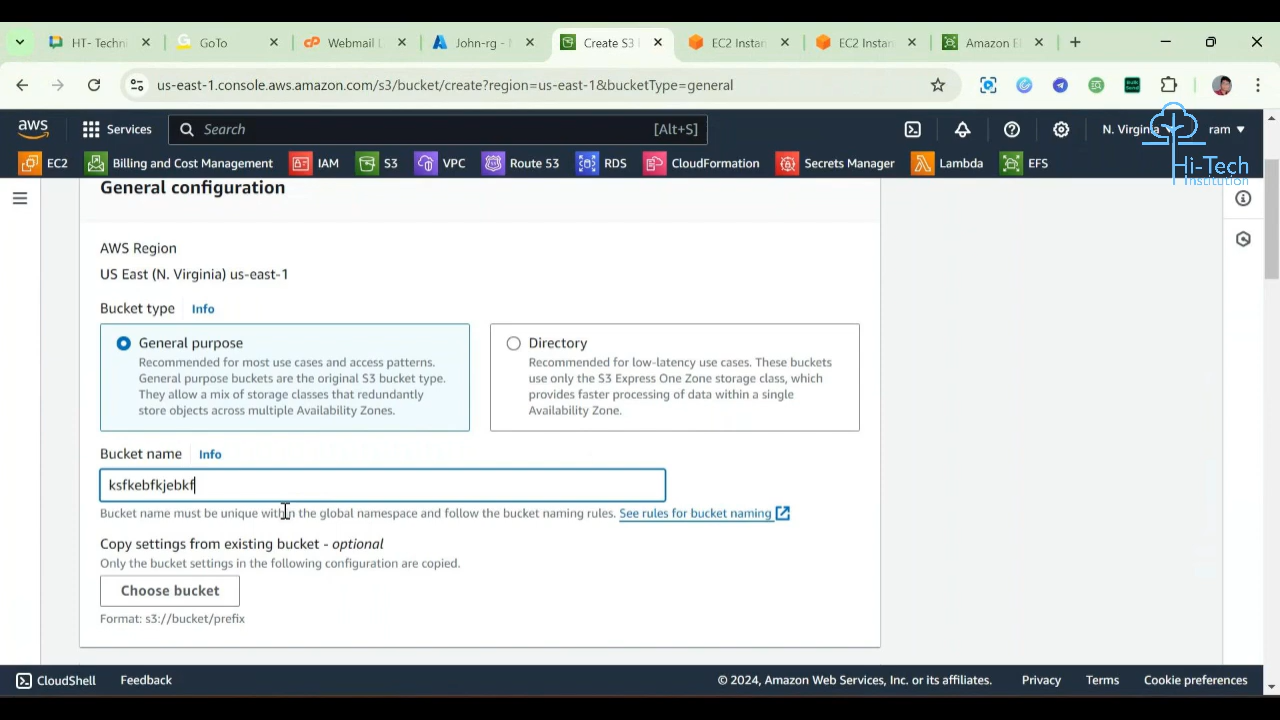 HT- Techni
GoTo
Webmail L
John-rg -
Create S3
EC2 Instan
EC2 Instan
Amazon E
us-east-1.console.aws.amazon.com/s3/bucket/create?region=us-east-1&bucketType=general
aws
Services
Search
[Alt+S]
N. Virginia
ram
EC2
Billing and Cost Management
IAM
S3
VPC
Route 53
RDS
CloudFormation
Secrets Manager
Lambda
EFS
Hi-Tech
Institution
General configuration
AWS Region
US East (N. Virginia) us-east-1
Bucket type Info
General purpose
Recommended for most use cases and access patterns.
General purpose buckets are the original S3 bucket type.
They allow a mix of storage classes that redundantly
store objects across multiple Availability Zones.
Directory
Recommended for low-latency use cases. These buckets
use only the S3 Express One Zone storage class, which
provides faster processing of data within a single
Availability Zone.
Bucket name Info
ksfkebfkjebkf
Bucket name must be unique within the global namespace and follow the bucket naming rules. See rules for bucket naming
Copy settings from existing bucket - optional
Only the bucket settings in the following configuration are copied.
Choose bucket
Format: s3://bucket/prefix
CloudShell
Feedback
© 2024, Amazon Web Services, Inc. or its affiliates.
Privacy
Terms
Cookie preferences